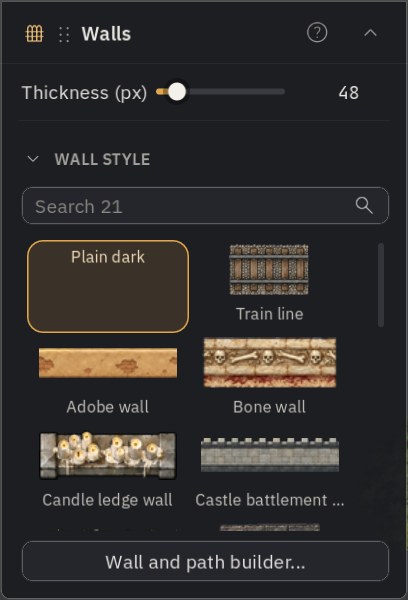 Walls
Thickness (px) 48
WALL STYLE
Search 21
Plain dark
Train line
Adobe wall
Bone wall
Candle ledge wall
Castle battlement ...
Wall and path builder...